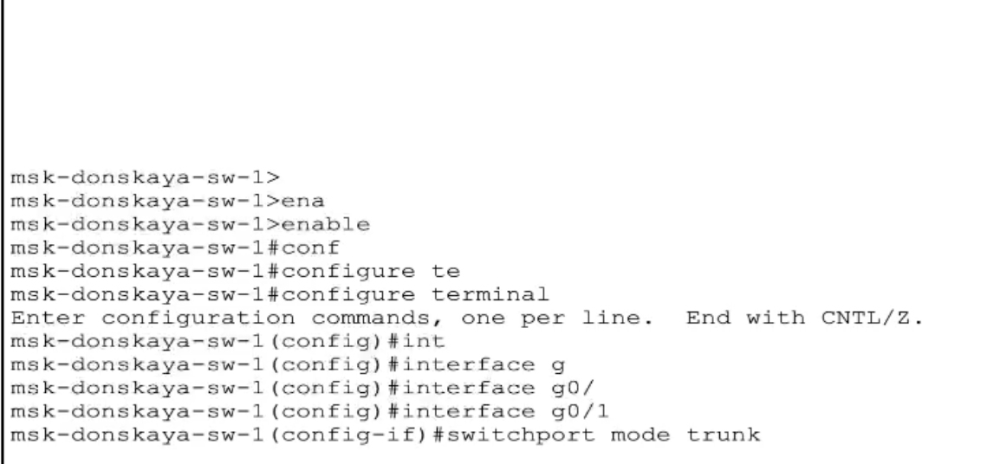 msk-donskaya-sw-1>
msk-donskaya-sw-1>ena
msk-donskaya-sw-1>enable
msk-donskaya-sw-1#conf
msk-donskaya-sw-1#configure te
msk-donskaya-sw-1#configure terminal
Enter configuration commands, one per line.  End with CNTL/Z.
msk-donskaya-sw-1(config)#int
msk-donskaya-sw-1(config)#interface g
msk-donskaya-sw-1(config)#interface g0/
msk-donskaya-sw-1(config)#interface g0/1
msk-donskaya-sw-1(config-if)#switchport mode trunk